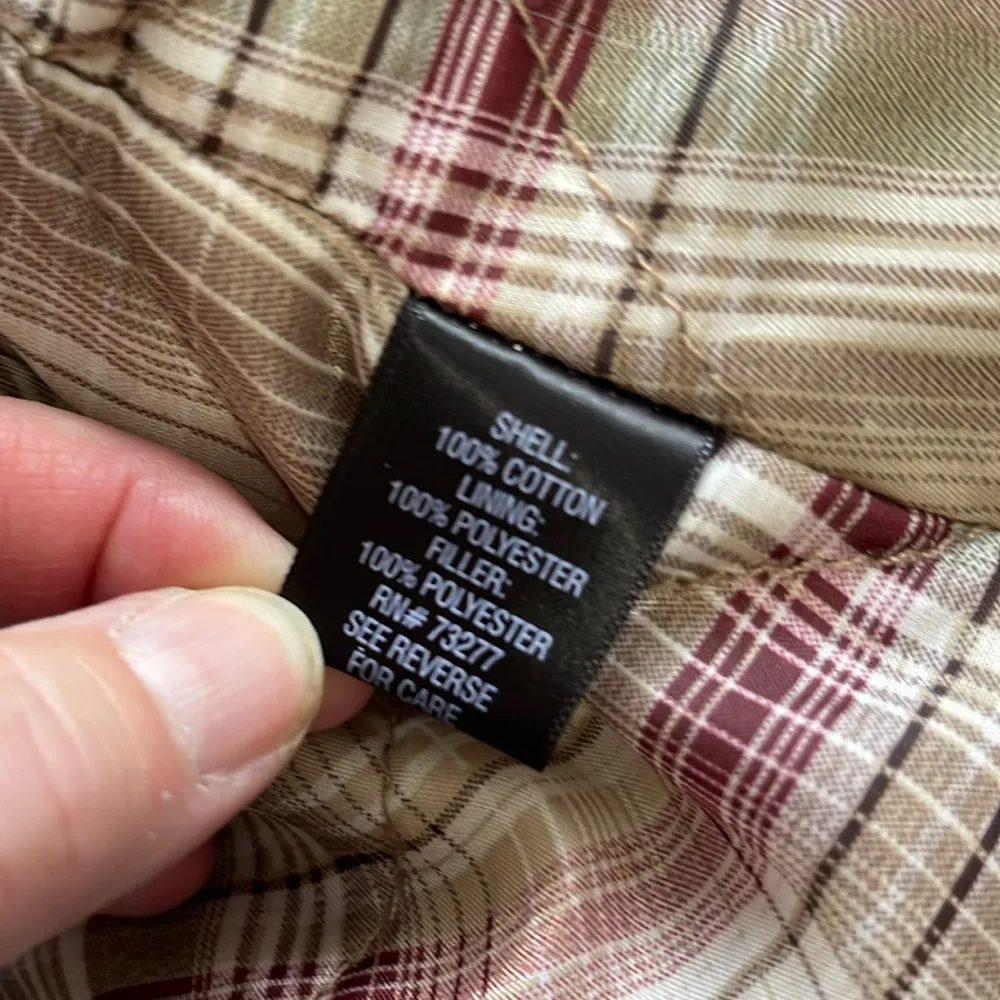 SHELL:
100% COTTON
LINING:
100% POLYESTER
FILLER:
100% POLYESTER
RN# 73277
SEE REVERSE
FOR CARE